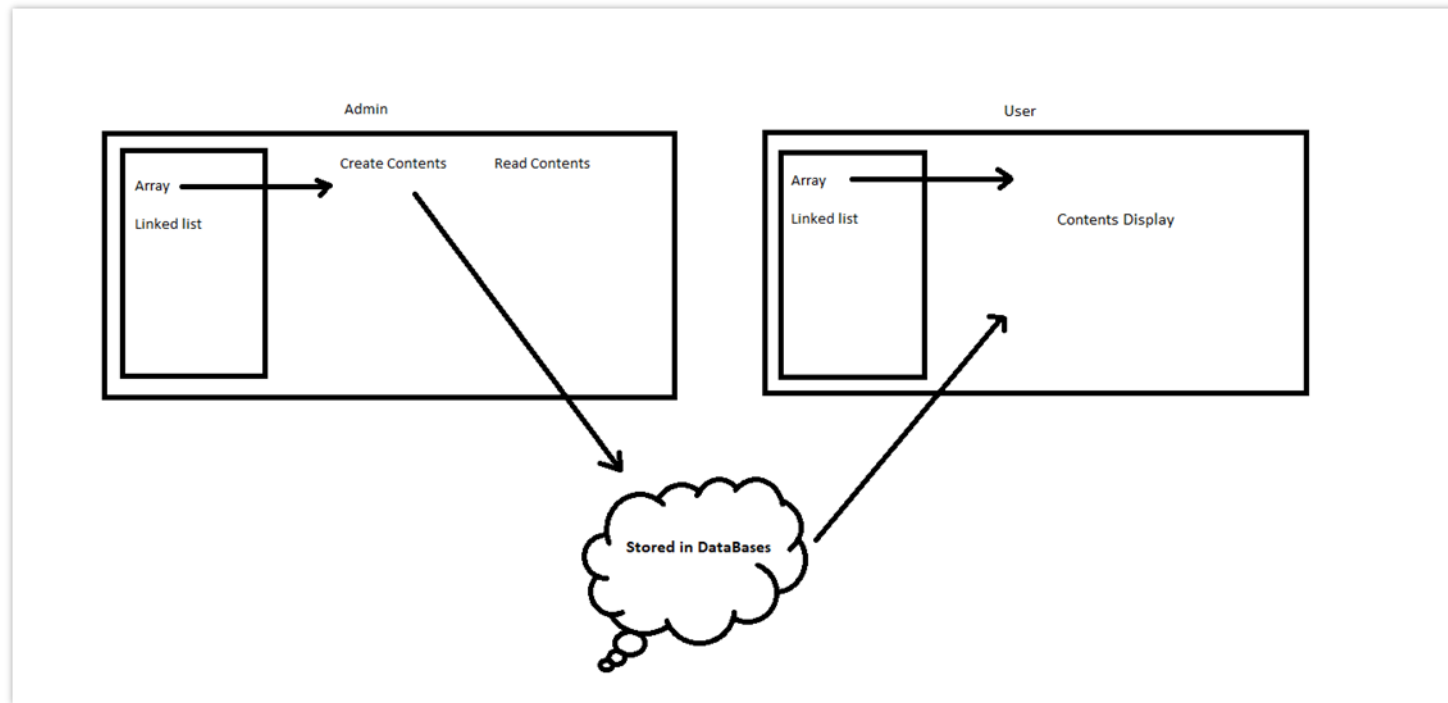 Admin
Create Contents
Read Contents
Array
Linked list
User
Array
Linked list
Contents Display
Stored in DataBases